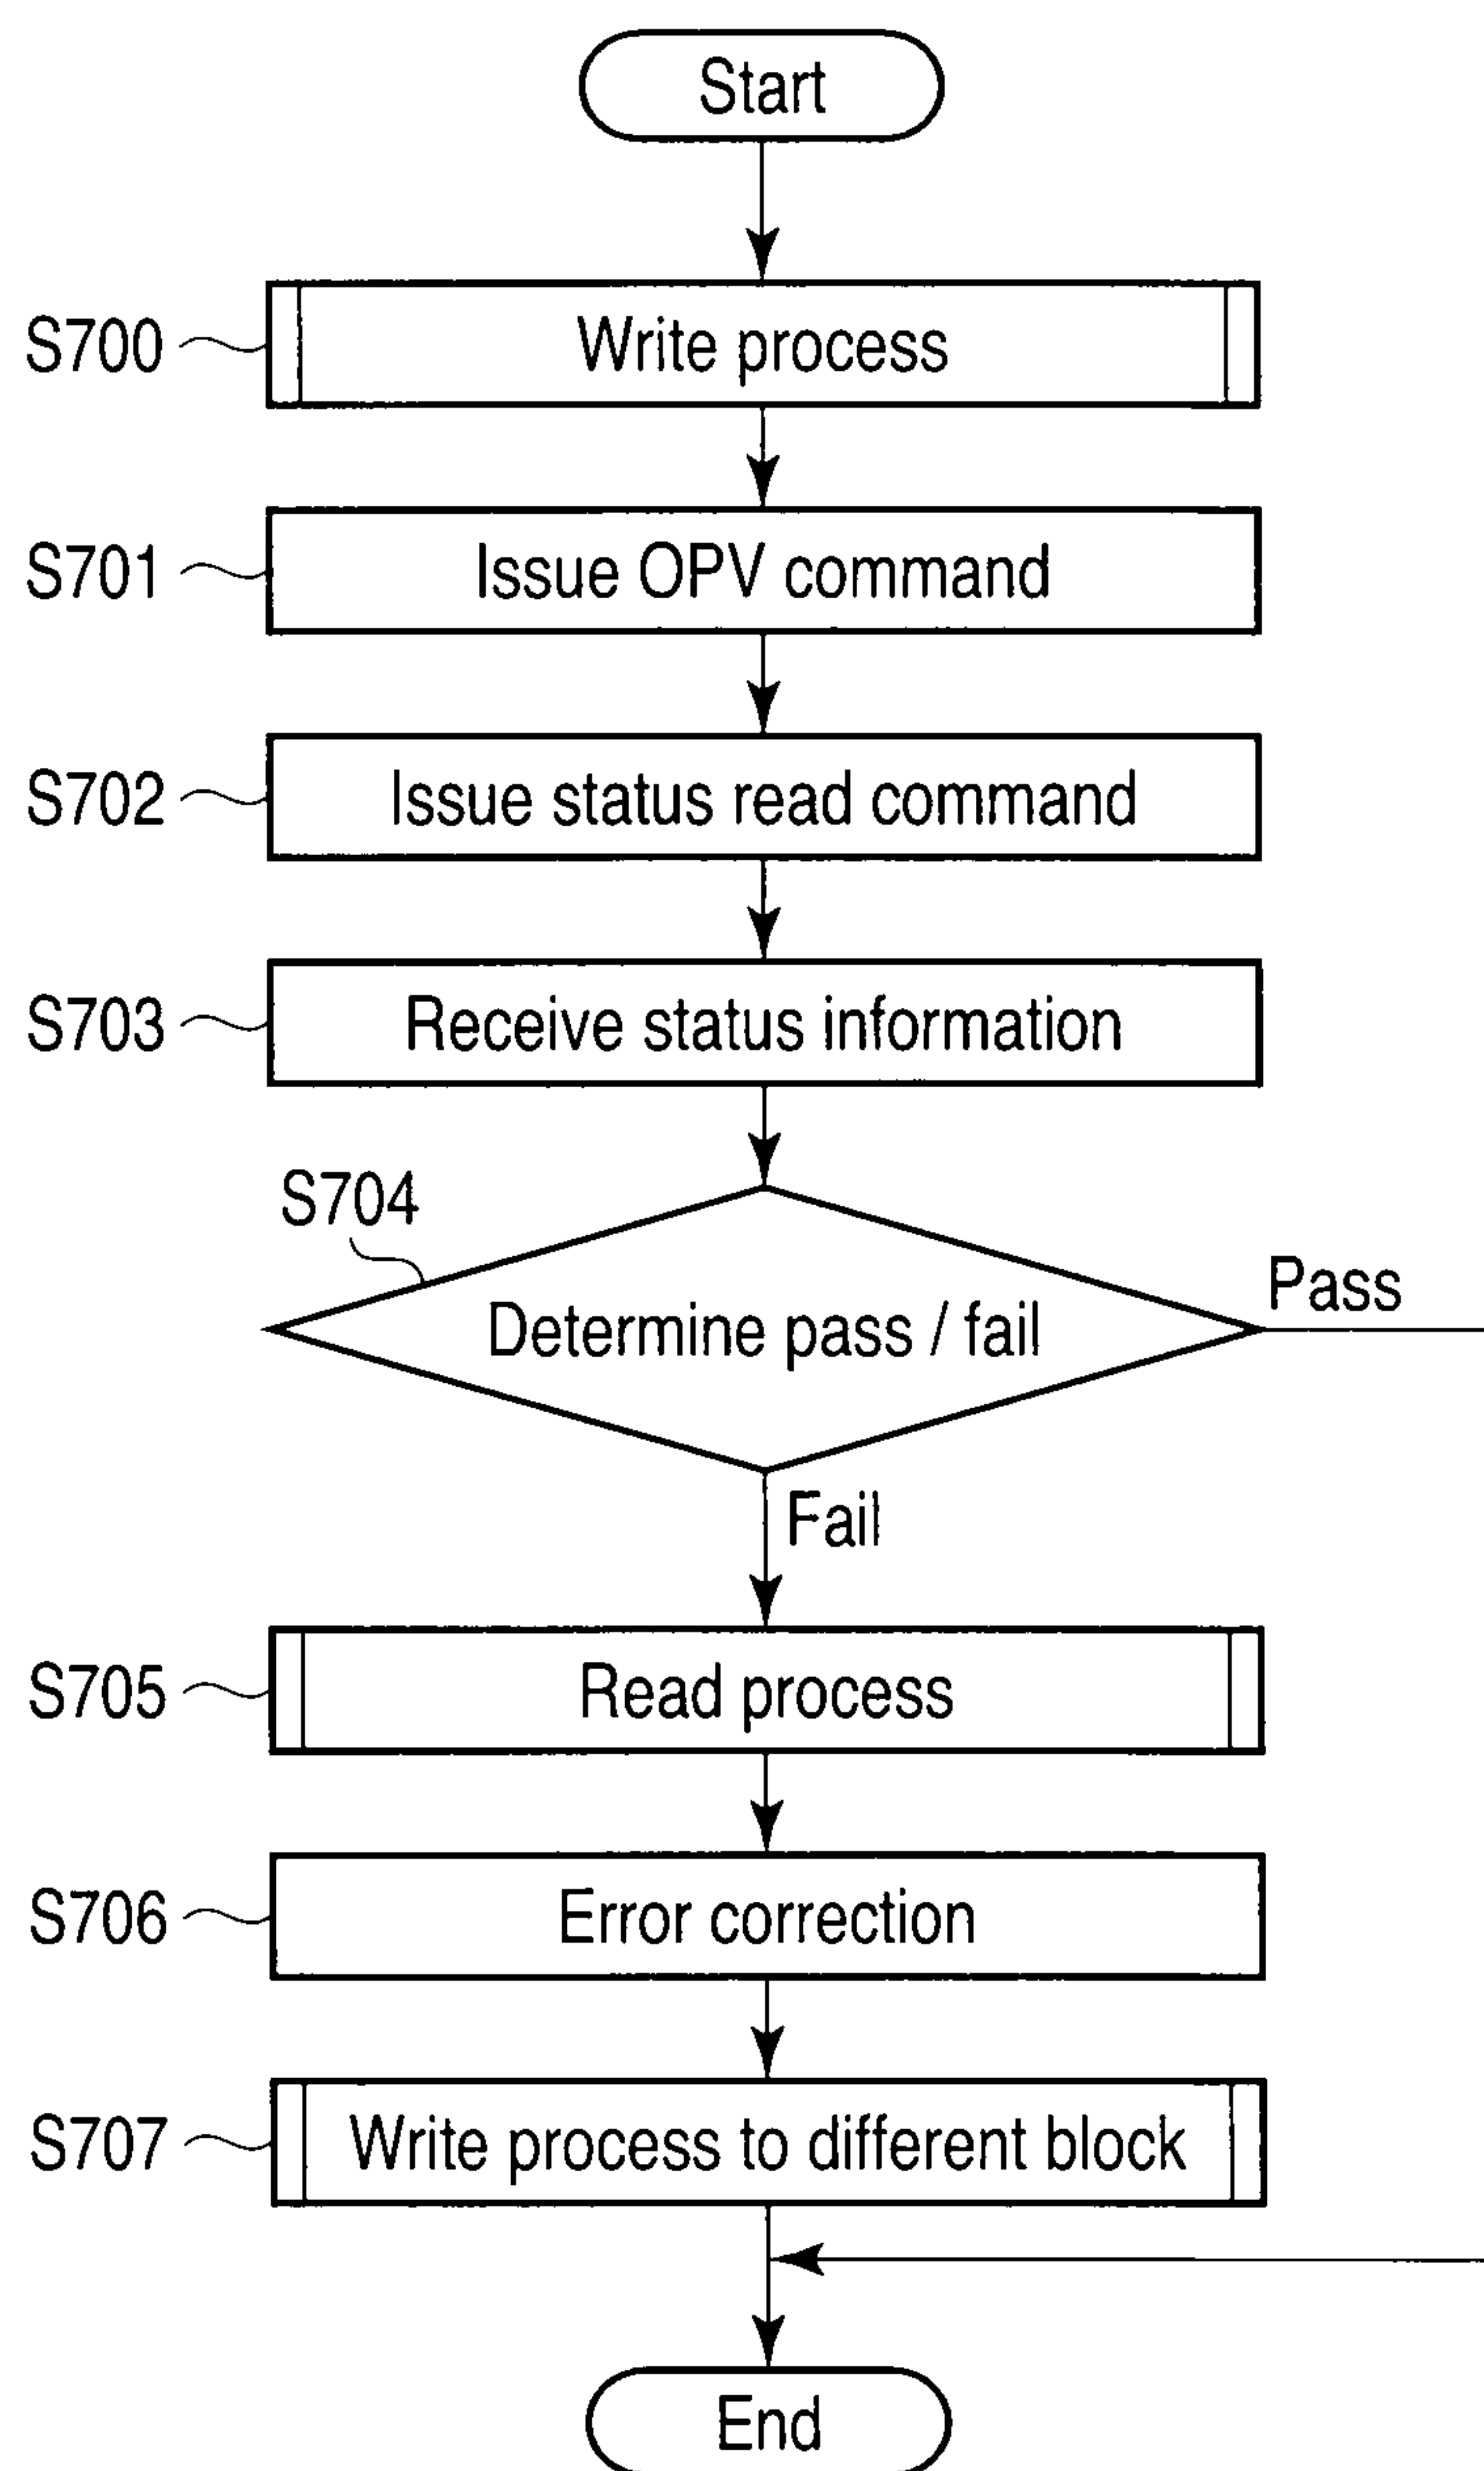 Start
S700
Write process
S701
Issue OPV command
S702
Issue status read command
S703
Receive status information
S704
Determine pass / fail
Pass
Fail
S705
Read process
S706
Error correction
S707
Write process to different block
End